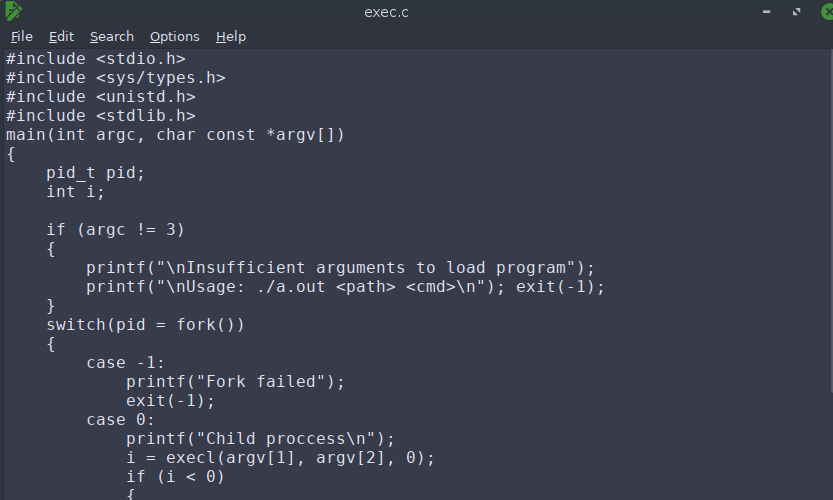 exec.c
File Edit Search Options Help
#include <stdio.h>
#include <sys/types.h>
#include <unistd.h>
#include <stdlib.h>
main(int argc, char const *argv[])
{
    pid_t pid;
    int i;

    if (argc != 3)
    {
        printf("\nInsufficient arguments to load program");
        printf("\nUsage: ./a.out <path> <cmd>\n"); exit(-1);
    }
    switch(pid = fork())
    {
        case -1:
            printf("Fork failed");
            exit(-1);
        case 0:
            printf("Child proccess\n");
            i = execl(argv[1], argv[2], 0);
            if (i < 0)
            {